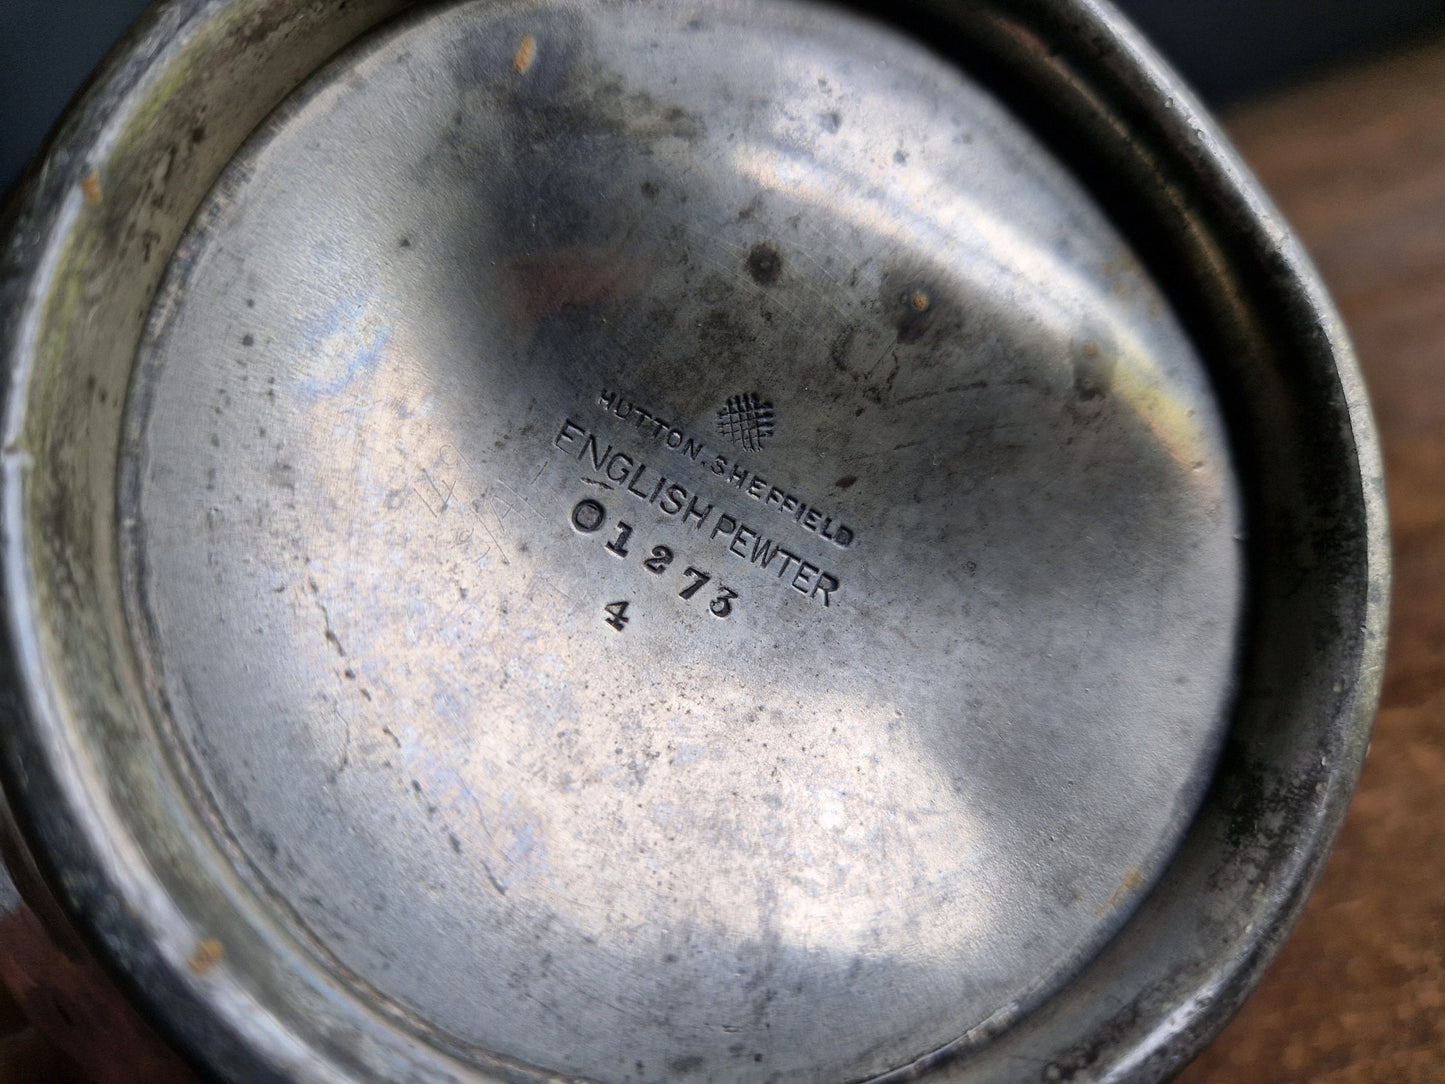 HUTTON.SHEFFIELD
ENGLISH PEWTER
01273
4